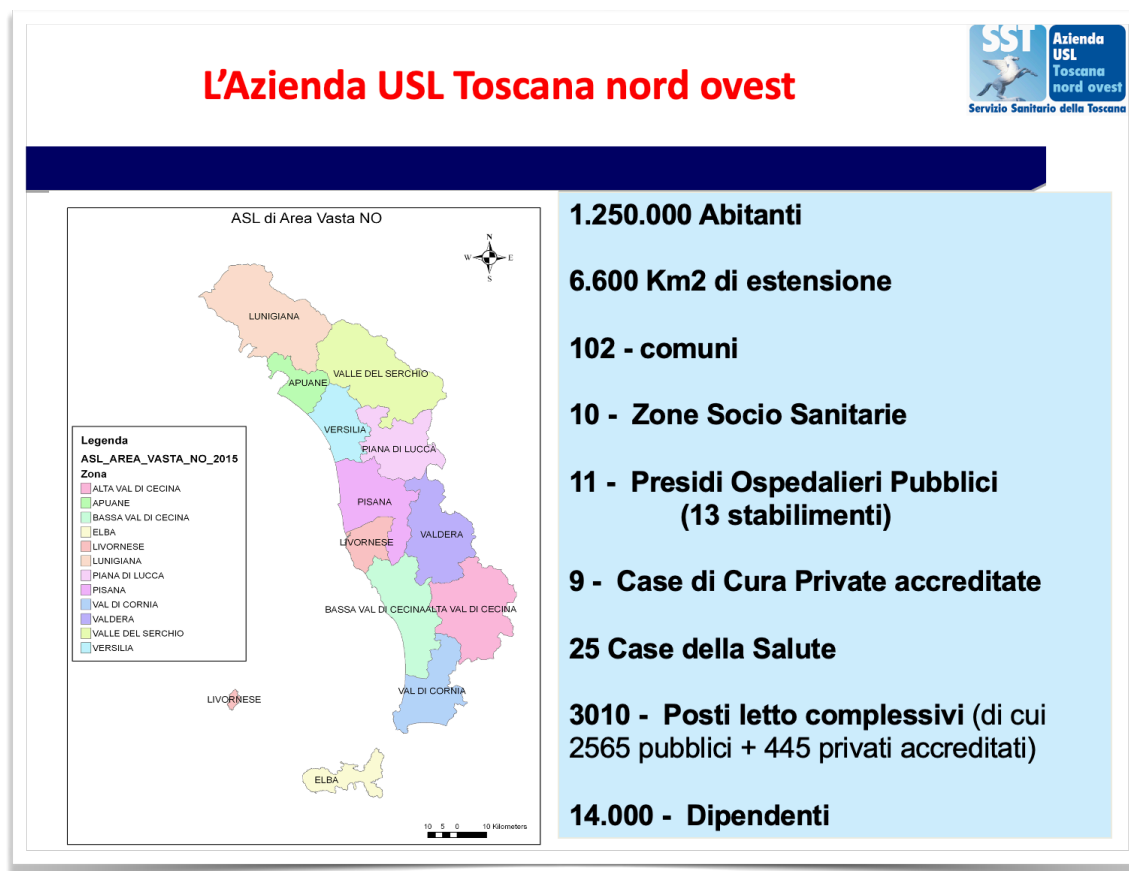 L'Azienda USL Toscana nord ovest
SST
Azienda
USL
Toscana
nord ovest
Servizio Sanitario della Toscana
ASL di Area Vasta NO
N
W
E
S
LUNIGIANA
VALLE DEL SERCHIO
APUANE
VERSILIA
PIANA DI LUCCA
PISANA
VALDERA
LIVORNESE
BASSA VAL DI CECINA
ALTA VAL DI CECINA
LIVORNESE
VAL DI CORNIA
ELBA
10 5 0 10 Kilometers
Legenda
ASL_AREA_VASTA_NO_2015
Zona
ALTA VAL DI CECINA
APUANE
BASSA VAL DI CECINA
ELBA
LIVORNESE
LUNIGIANA
PIANA DI LUCCA
PISANA
VAL DI CORNIA
VALDERA
VALLE DEL SERCHIO
VERSILIA
1.250.000 Abitanti
6.600 Km2 di estensione
102 - comuni
10 - Zone Socio Sanitarie
11 - Presidi Ospedalieri Pubblici
(13 stabilimenti)
9 - Case di Cura Private accreditate
25 Case della Salute
3010 - Posti letto complessivi (di cui
2565 pubblici + 445 privati accreditati)
14.000 - Dipendenti